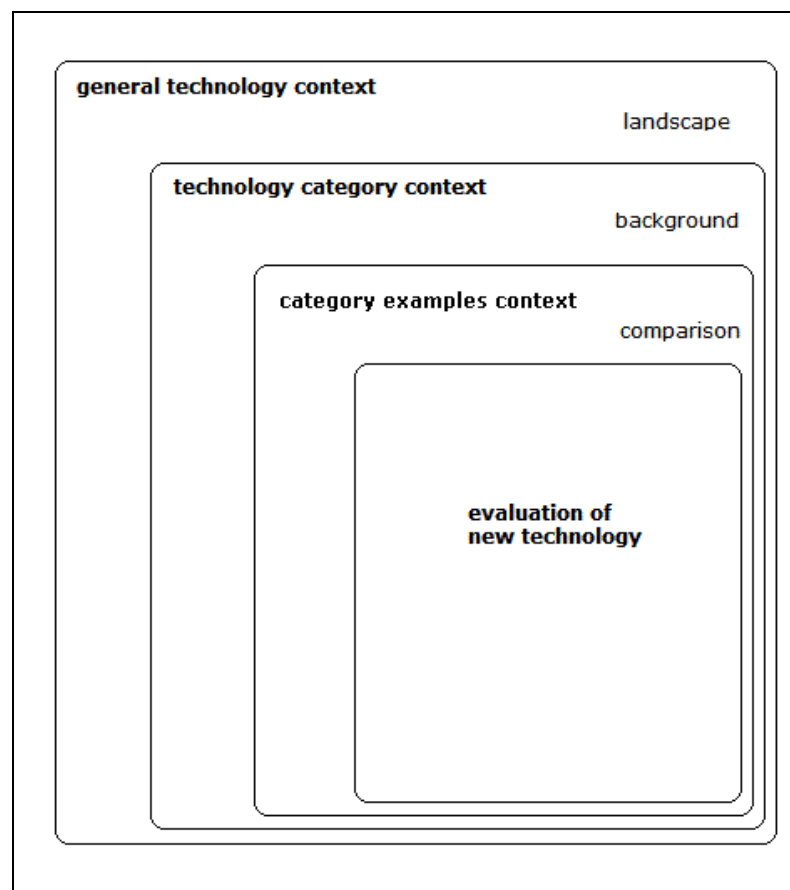 general technology context
landscape
technology category context
background
category examples context
comparison
evaluation of
new technology